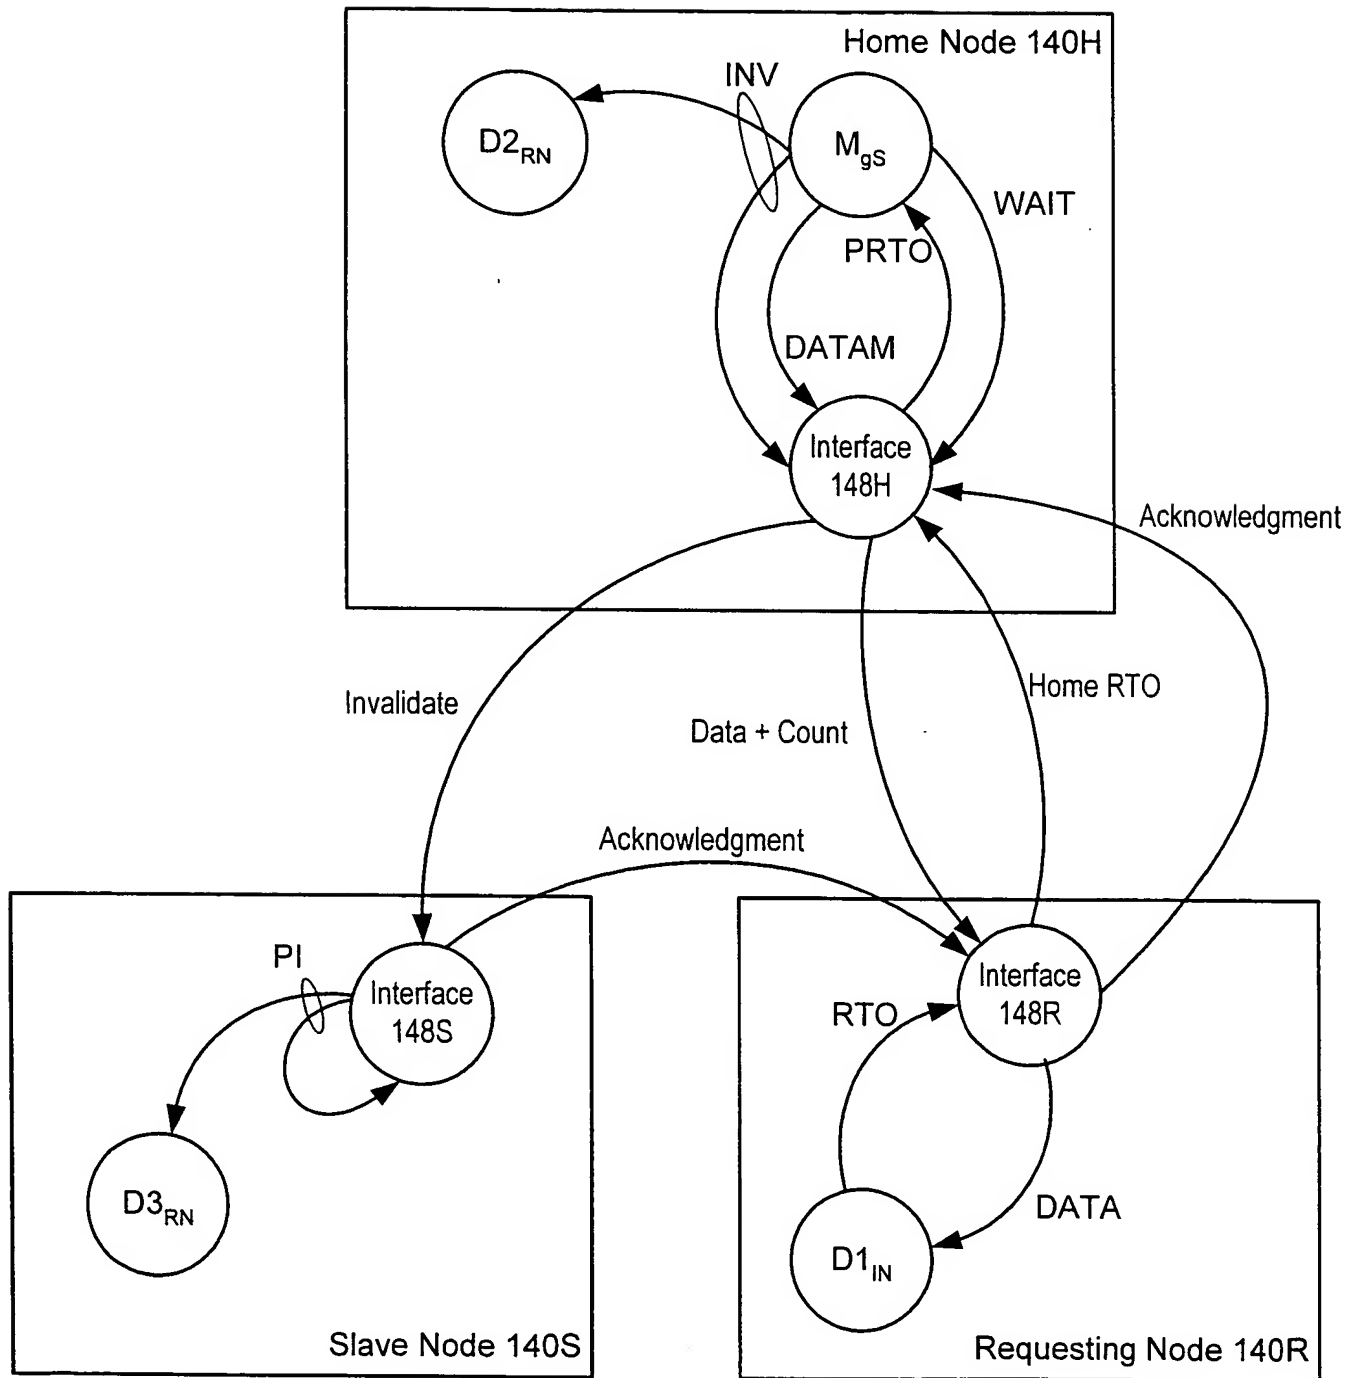 Home Node 140H
INV
D2RN
MgS
WAIT
PRTO
DATAM
Interface
148H
Acknowledgment
Home RTO
Invalidate
Data + Count
Acknowledgment
PI
Interface
148S
Interface
148R
RTO
D3RN
DATA
D1IN
Slave Node 140S
Requesting Node 140R